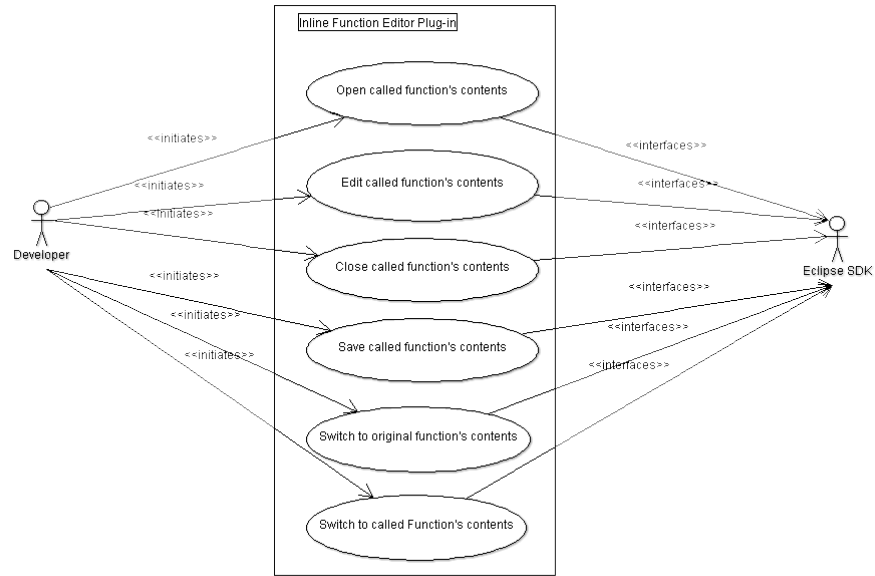 Inline Function Editor Plug-in
Open called function's contents
<<initiates>>
<<interfaces>>
Edit called function's contents
<<initiates>>
<<interfaces>>
<<initiates>>
<<interfaces>>
Developer
Close called function's contents
Eclipse SDK
<<initiates>>
<<interfaces>>
<<initiates>>
<<interfaces>>
Save called function's contents
<<initiates>>
<<interfaces>>
Switch to original function's contents
Switch to called Function's contents